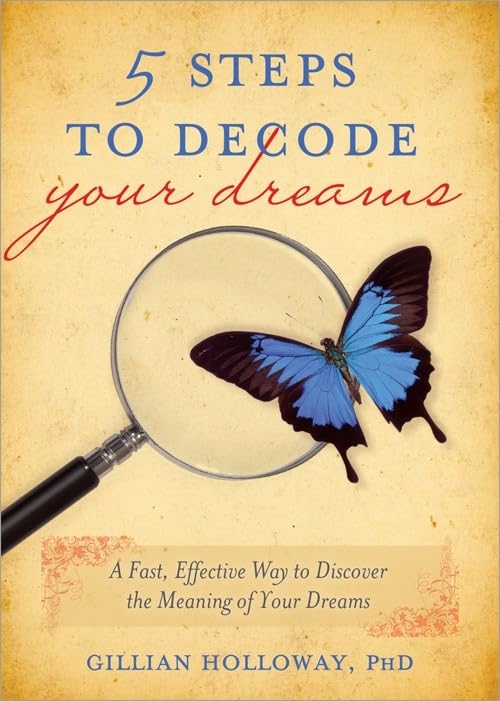 5 STEPS
TO DECODE
your dreams
A Fast, Effective Way to Discover
the Meaning of Your Dreams
GILLIAN HOLLOWAY, PHD